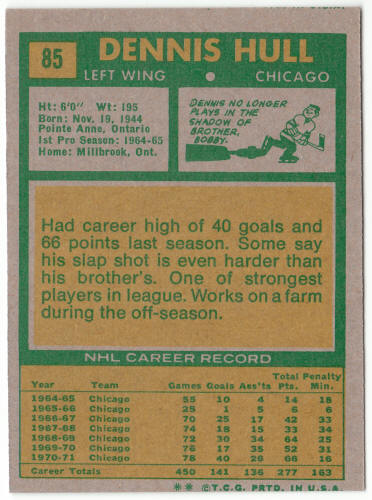 85
DENNIS HULL
LEFT WING • CHICAGO
Ht: 6'0" Wt: 195
Born: Nov. 19, 1944
Pointe Anne, Ontario
1st Pro Season: 1964-65
Home: Millbrook, Ont.
DENNIS NO LONGER
PLAYS IN THE
SHADOW OF
BROTHER,
BOBBY.
Had career high of 40 goals and
66 points last season. Some say
his slap shot is even harder than
his brother's. One of strongest
players in league. Works on a farm
during the off-season.
NHL CAREER RECORD
Total Penalty
Year Team Games Goals Ass'ts Pts. Min.
1964-65 Chicago 55 10 4 14 18
1965-66 Chicago 25 1 5 6 6
1966-67 Chicago 70 25 17 42 33
1967-68 Chicago 74 18 15 33 34
1968-69 Chicago 72 30 34 64 25
1969-70 Chicago 76 17 35 52 31
1970-71 Chicago 78 40 26 66 16
Career Totals 450 141 136 277 163
** ©T.C.G. PRTD. IN U.S.A.